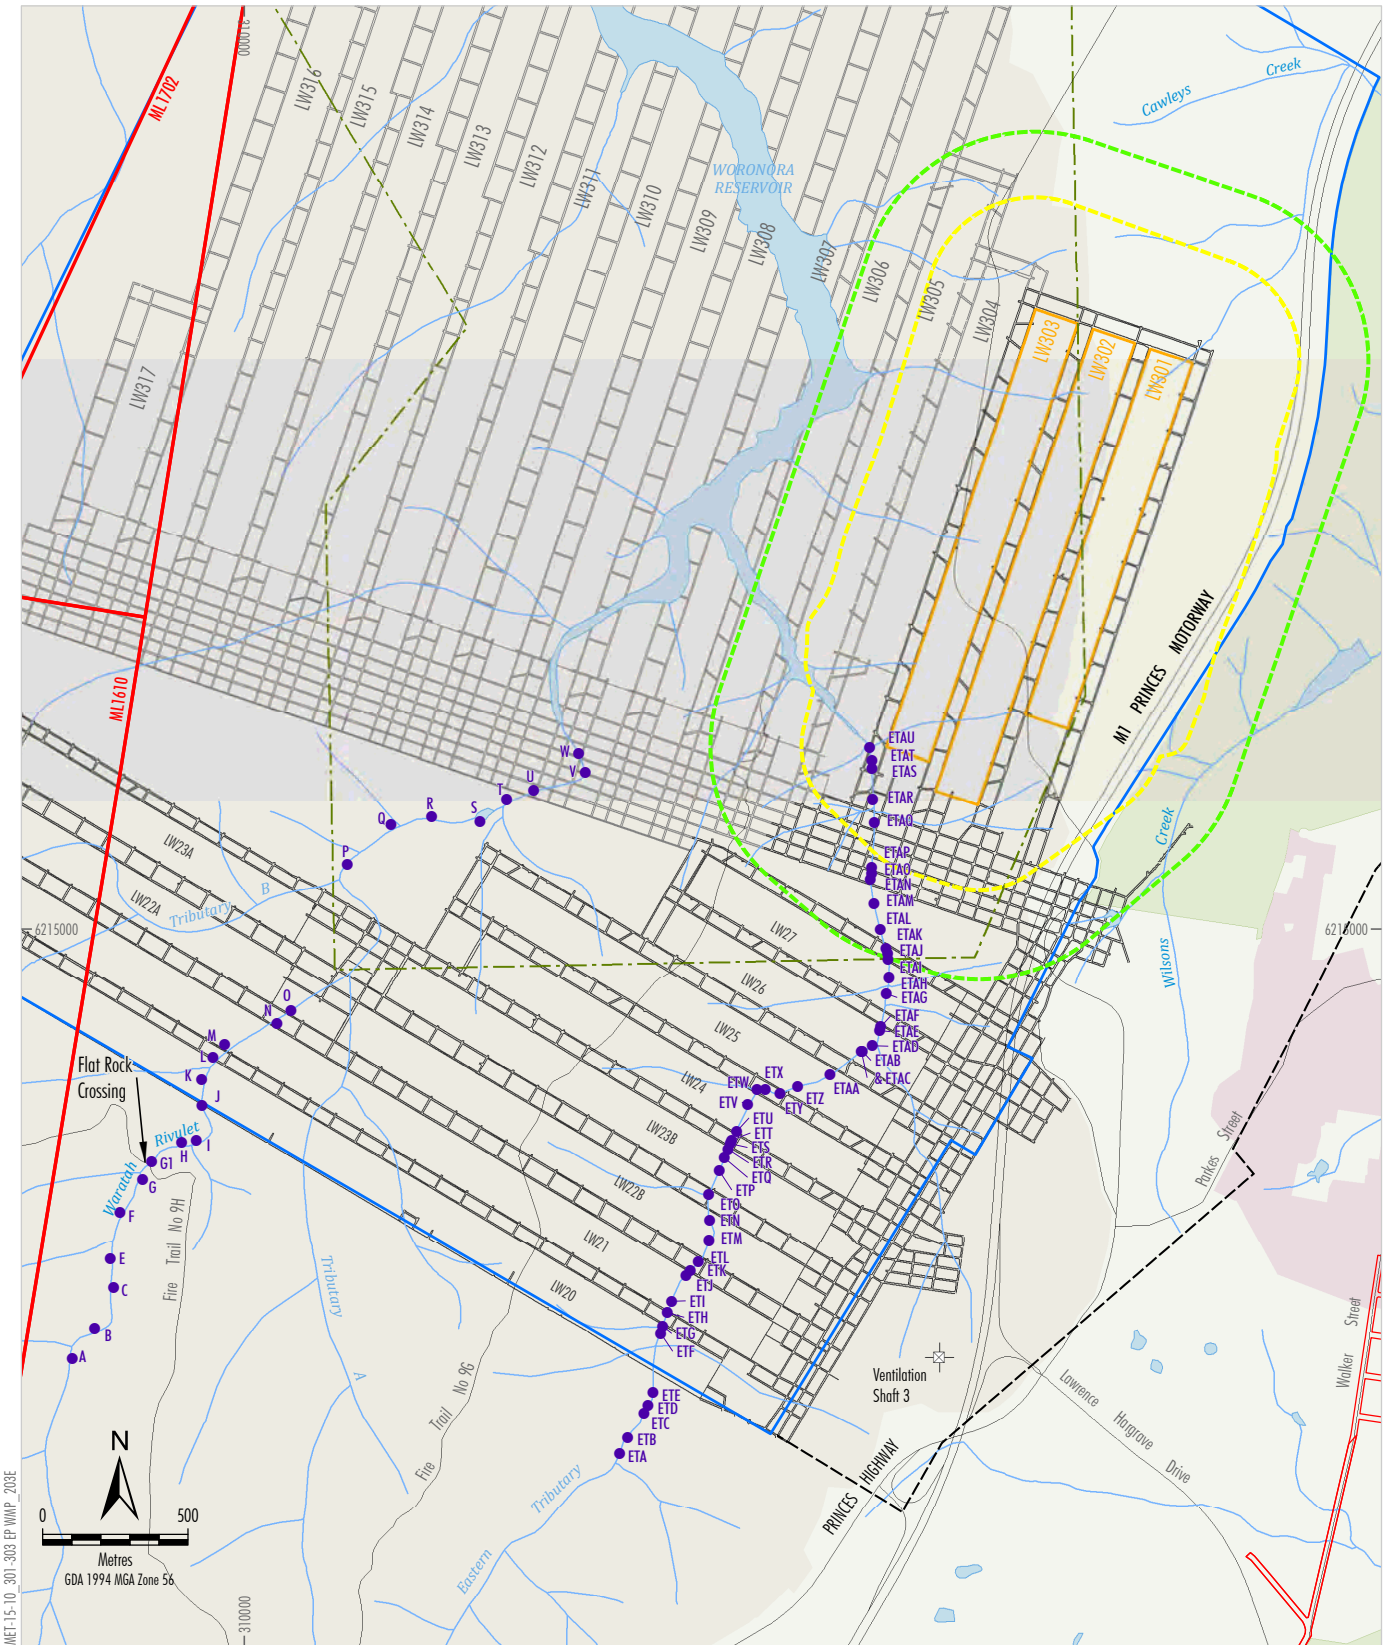 310000
ML1702
LW316
LW315
LW314
LW313
LW312
LW311
LW310
LW309
LW308
LW307
LW306
LW305
LW304
LW303
LW302
LW301
LW317
WORONORA
RESERVOIR
Cawleys
Creek
ML1610
M1 PRINCES MOTORWAY
ETAU
ETAT
ETAS
ETAR
ETAQ
ETAP
ETAO
ETAN
ETAM
ETAL
ETAK
ETAJ
ETAI
ETAH
ETAG
ETAF
ETAE
ETAD
ETAB
& ETAC
ETAA
ETZ
ETY
ETX
ETW
ETV
ETU
ETT
ETS
ETR
ETQ
ETP
ETO
ETN
ETM
ETL
ETK
ETJ
ETI
ETH
ETG
ETF
ETE
ETD
ETC
ETB
ETA
W
V
U
T
S
R
Q
P
O
N
M
L
K
J
I
H
G1
G
F
E
C
B
A
LW23A
LW22A
LW27
LW26
LW25
LW24
LW23B
LW22B
LW21
LW20
Tributary
B
6215000
6215000
Flat Rock
Crossing
Waratah
Rivulet
Fire Trail No 9H
Tributary
A
Fire Trail No 9G
Eastern
Tributary
Wilsons
Creek
Parkes Street
Walker Street
Ventilation
Shaft 3
Lawrence Hargrave Drive
PRINCES HIGHWAY
N
0
500
Metres
GDA 1994 MGA Zone 56
310000
MET-15-10_301-303 EP WMP_203E